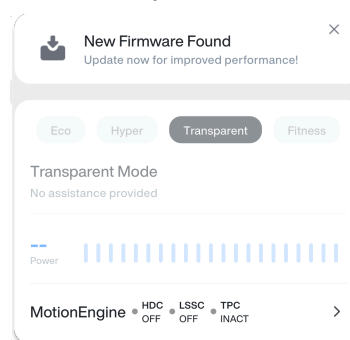 New Firmware Found
Update now for improved performance!
Eco Hyper Transparent Fitness
Transparent Mode
No assistance provided
--
Power
MotionEngine HDC LSSC TPC
OFF OFF INACT